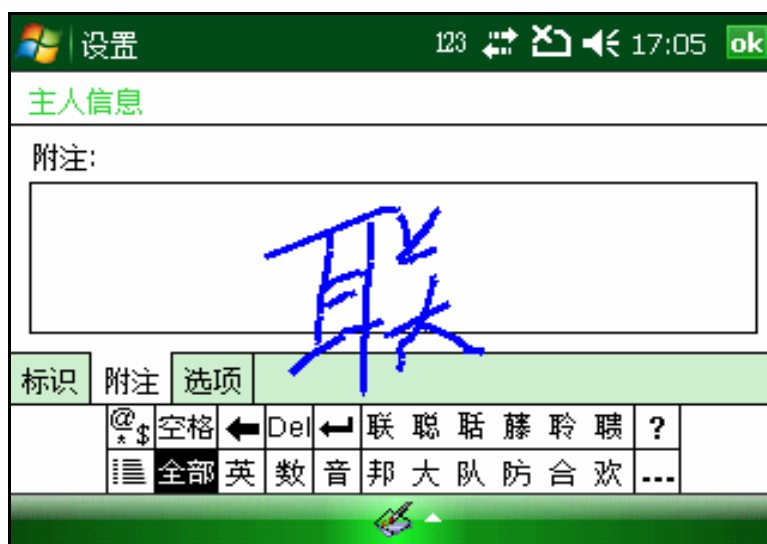 设置 123 17:05 ok
主人信息
附注:
联
标识 附注 选项
@*$ 空格 Del 联 聪 聒 藤 聆 聩 ?
全部 英 数 音 邦 大 队 防 合 欢 ...